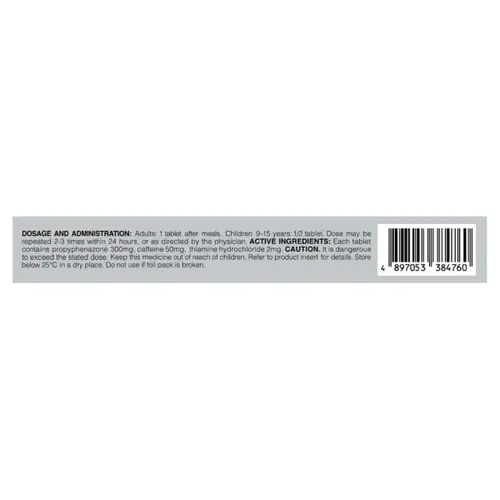 DOSAGE AND ADMINISTRATION: Adults: 1 tablet after meals. Children 9-15 years: 1/2 tablet. Dose may be
repeated 2-3 times within 24 hours, or as directed by the physician. ACTIVE INGREDIENTS: Each tablet
contains propyphenazone 300mg, caffeine 50mg, thiamine hydrochloride 2mg. CAUTION. It is dangerous
to exceed the stated dose. Keep this medicine out of reach of children. Refer to product insert for details. Store
below 25°C in a dry place. Do not use if foil pack is broken.
4 897053 384760